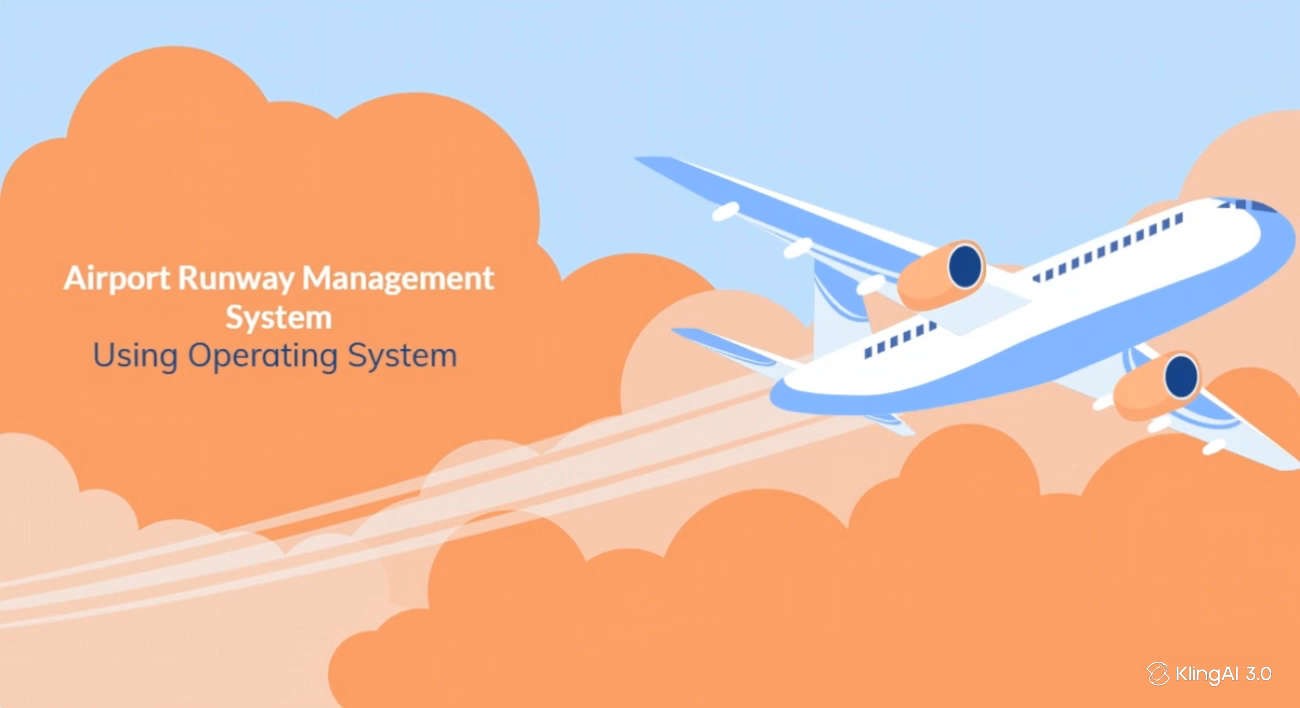 Airport Runway Management
System
Using Operating System
KlingAI 3.0